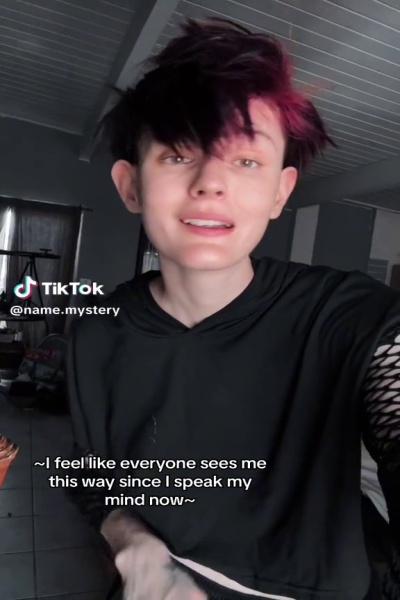 TikTok
@name.mystery
~I feel like everyone sees me
this way since I speak my
mind now~